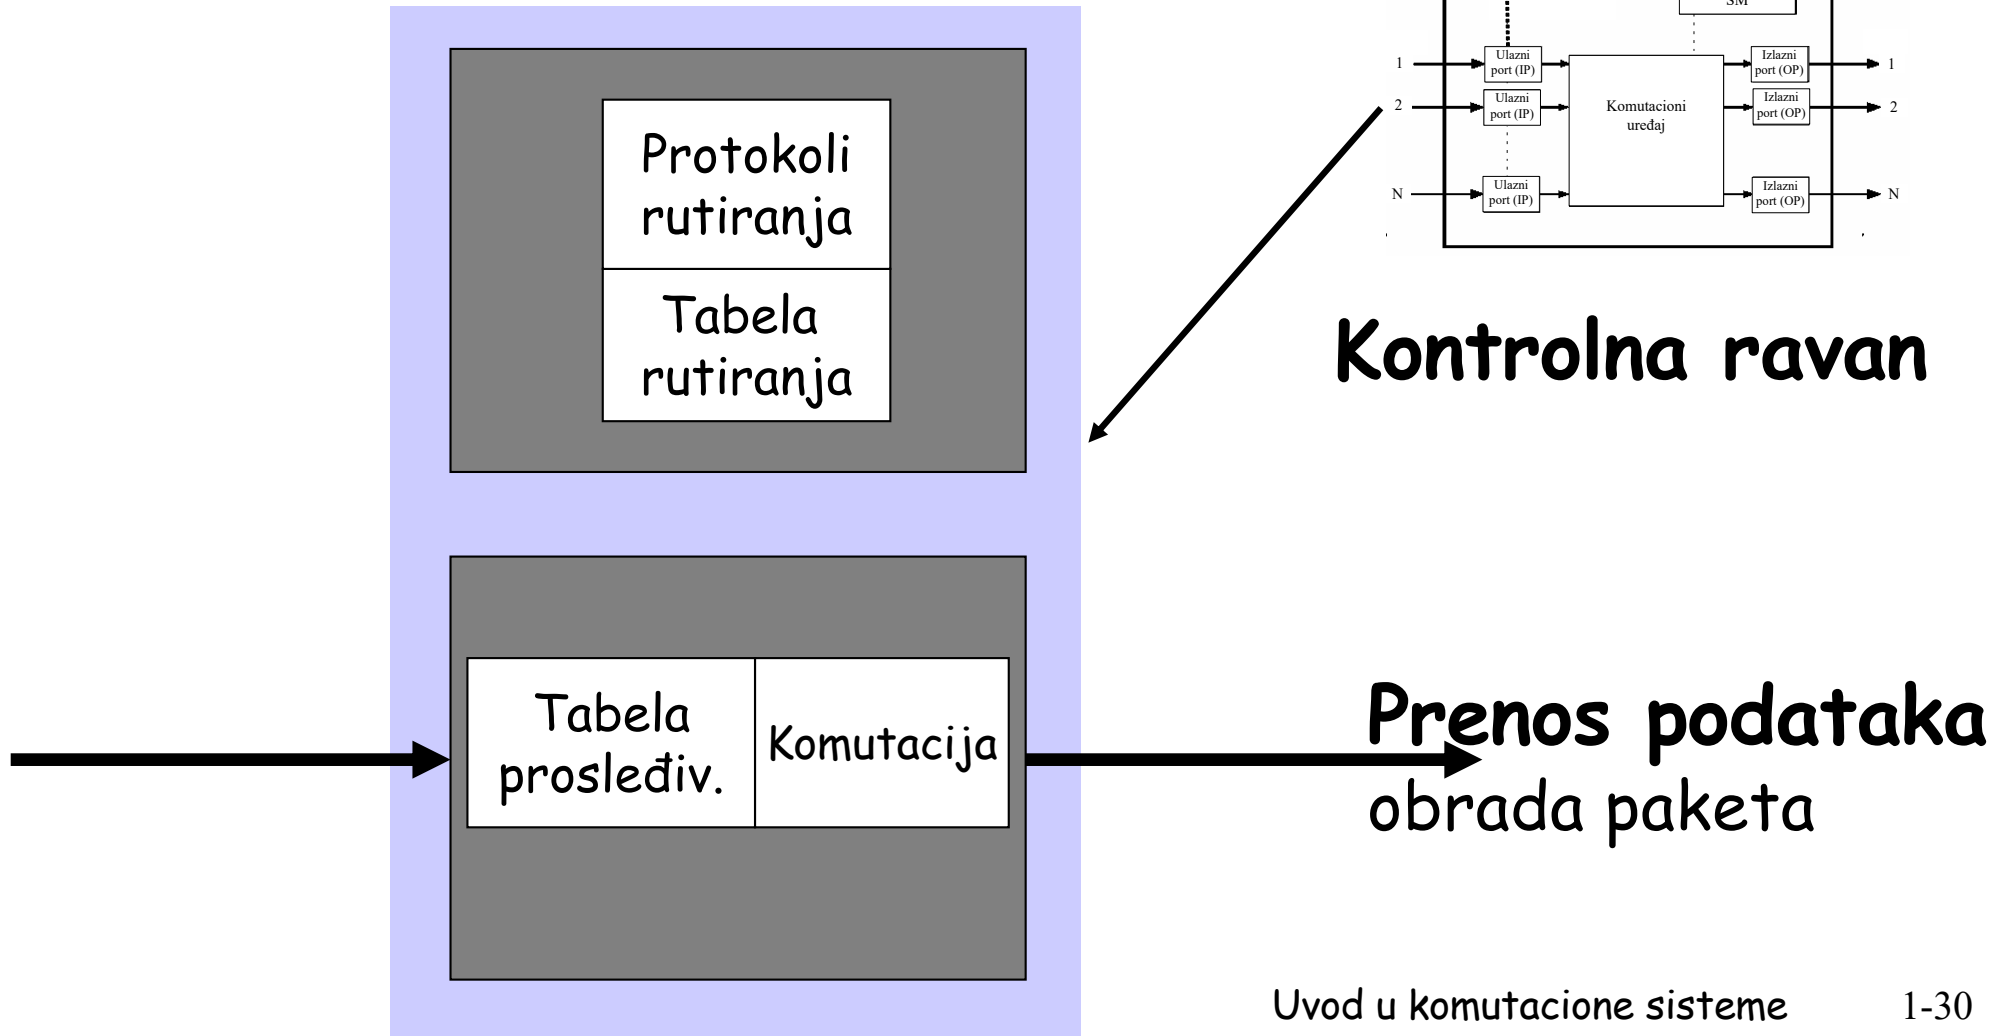 SM
1
Ulazni
port (IP)
Izlazni
port (OP)
1
2
Ulazni
port (IP)
Komutacioni
uređaj
Izlazni
port (OP)
2
N
Ulazni
port (IP)
Izlazni
port (OP)
N
Protokoli
rutiranja
Tabela
rutiranja
Kontrolna ravan
Tabela
prosleđiv.
Komutacija
Prenos podataka
obrada paketa
Uvod u komutacione sisteme 1-30